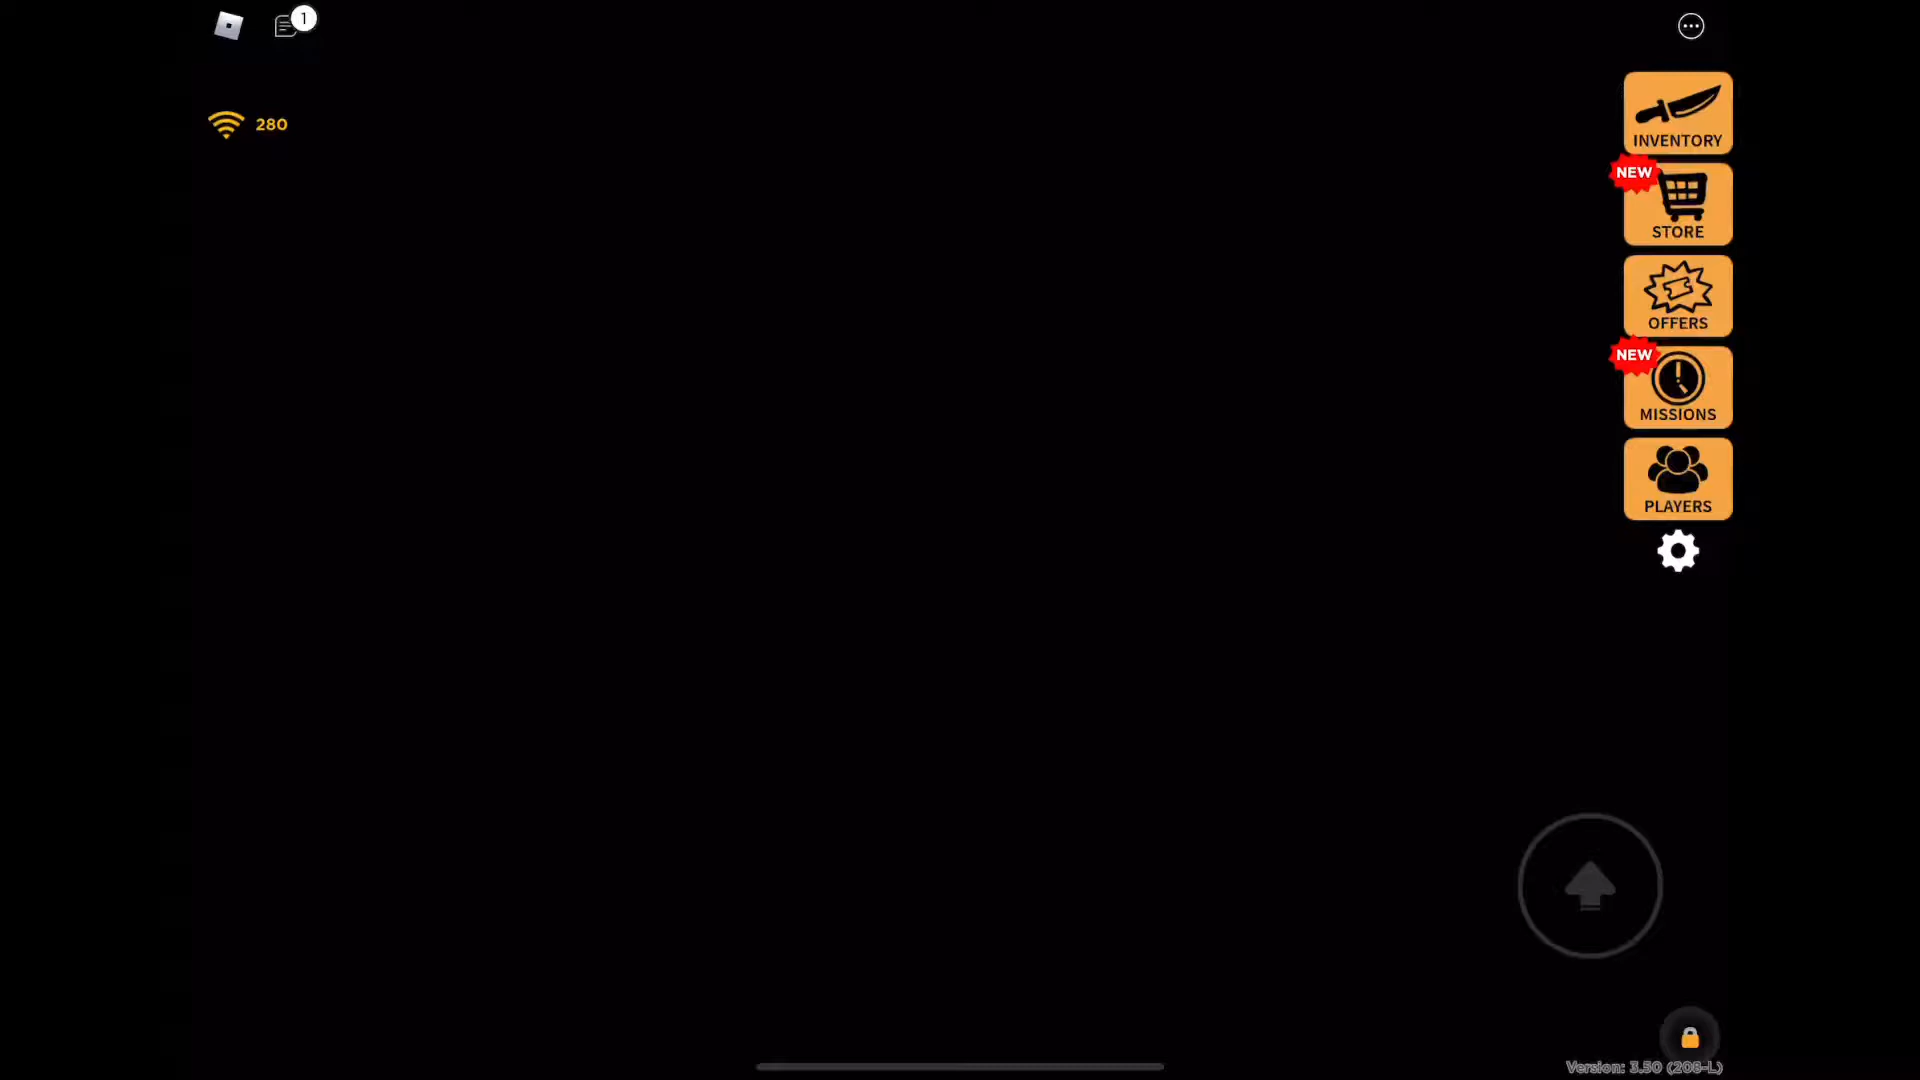 1
280
INVENTORY
NEW
STORE
OFFERS
NEW
MISSIONS
PLAYERS
Version: 3.50 (208-L)